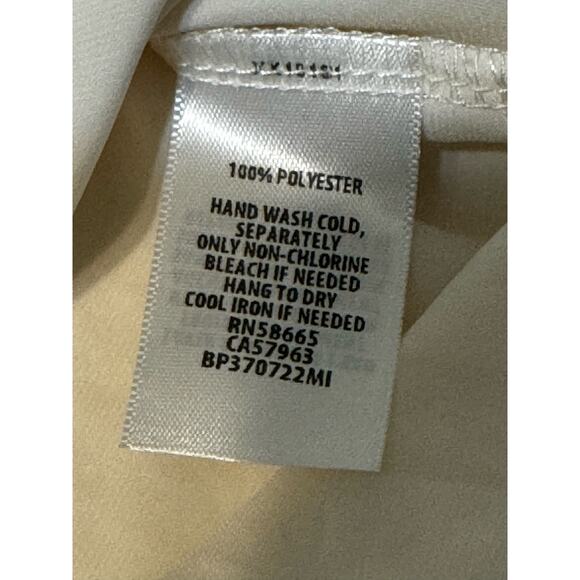 100% POLYESTER
HAND WASH COLD,
SEPARATELY
ONLY NON-CHLORINE
BLEACH IF NEEDED
HANG TO DRY
COOL IRON IF NEEDED
RN58665
CA57963
BP370722MI